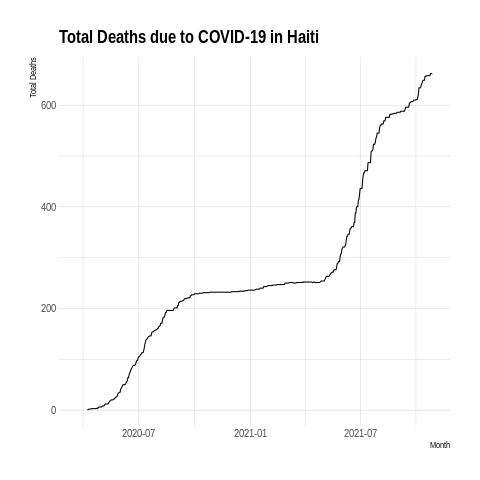 Total Deaths due to COVID-19 in Haiti
Total Deaths
600
400
200
0
2020-07
2021-01
2021-07
Month